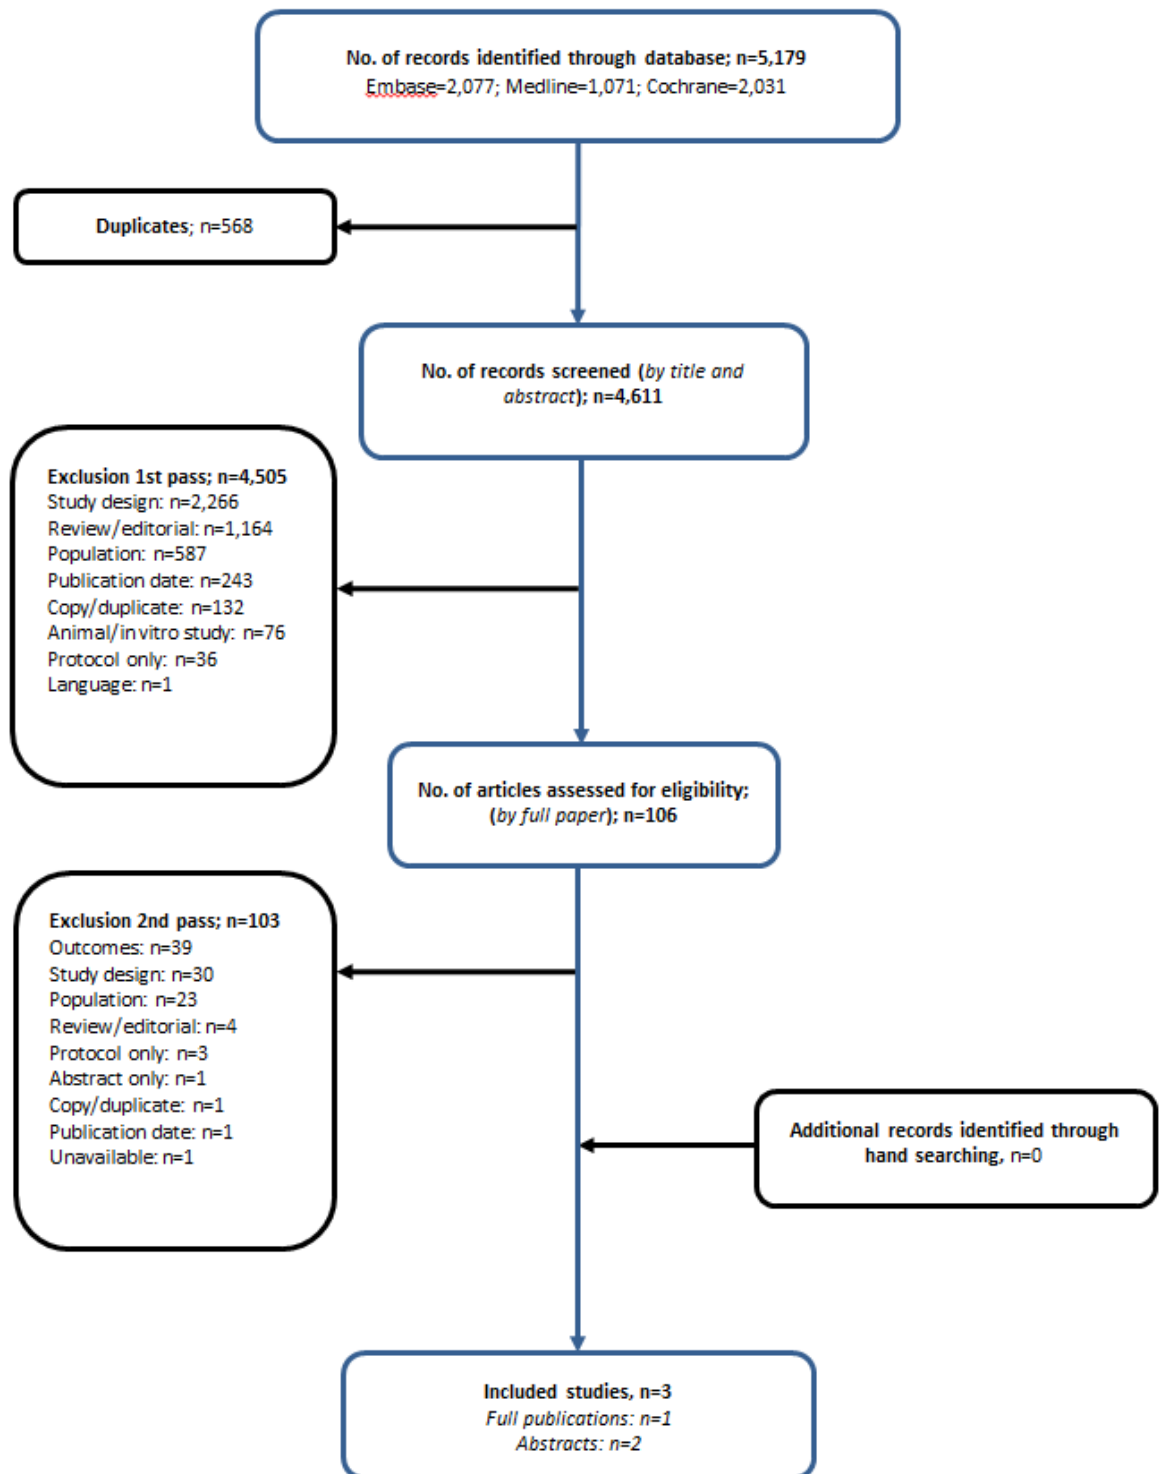 No. of records identified through database; n=5,179
Embase=2,077; Medline=1,071; Cochrane=2,031
Duplicates; n=568
No. of records screened (by title and
abstract); n=4,611
Exclusion 1st pass; n=4,505
Study design: n=2,266
Review/editorial: n=1,164
Population: n=587
Publication date: n=243
Copy/duplicate: n=132
Animal/in vitro study: n=76
Protocol only: n=36
Language: n=1
No. of articles assessed for eligibility;
(by full paper); n=106
Exclusion 2nd pass; n=103
Outcomes: n=39
Study design: n=30
Population: n=23
Review/editorial: n=4
Protocol only: n=3
Abstract only: n=1
Copy/duplicate: n=1
Publication date: n=1
Unavailable: n=1
Additional records identified through
hand searching, n=0
Included studies, n=3
Full publications: n=1
Abstracts: n=2